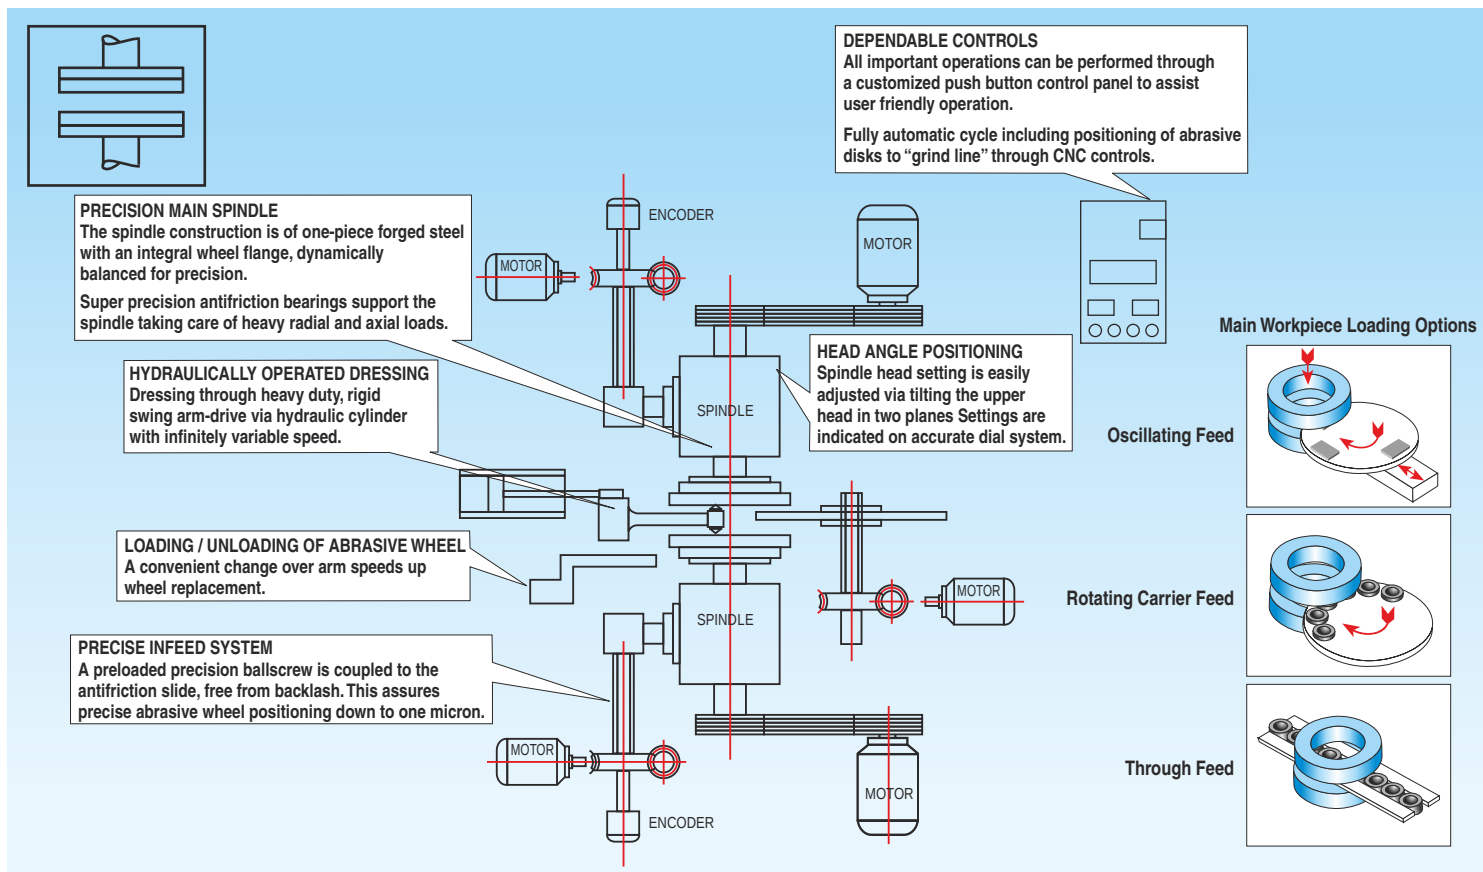 DEPENDABLE CONTROLS
All important operations can be performed through
a customized push button control panel to assist
user friendly operation.
Fully automatic cycle including positioning of abrasive
disks to “grind line” through CNC controls.
PRECISION MAIN SPINDLE
The spindle construction is of one-piece forged steel
with an integral wheel flange, dynamically
balanced for precision.
Super precision antifriction bearings support the
spindle taking care of heavy radial and axial loads.
ENCODER
MOTOR
MOTOR
HEAD ANGLE POSITIONING
Spindle head setting is easily
adjusted via tilting the upper
head in two planes Settings are
indicated on accurate dial system.
HYDRAULICALLY OPERATED DRESSING
Dressing through heavy duty, rigid
swing arm-drive via hydraulic cylinder
with infinitely variable speed.
SPINDLE
LOADING / UNLOADING OF ABRASIVE WHEEL
A convenient change over arm speeds up
wheel replacement.
MOTOR
SPINDLE
PRECISE INFEED SYSTEM
A preloaded precision ballscrew is coupled to the
antifriction slide, free from backlash. This assures
precise abrasive wheel positioning down to one micron.
MOTOR
MOTOR
ENCODER
Main Workpiece Loading Options
Oscillating Feed
Rotating Carrier Feed
Through Feed